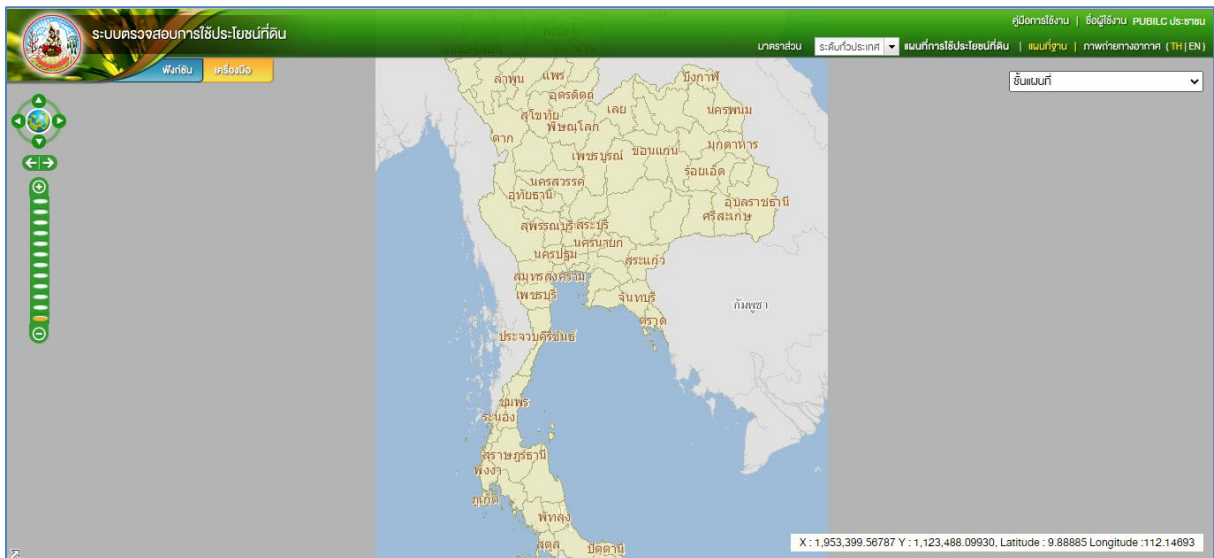 คู่มือการใช้งาน | ชื่อผู้ใช้งาน PUBILC ประชาชน
ระบบตรวจสอบการใช้ประโยชน์ที่ดิน
มาตราส่วน ระดับทั่วประเทศ แผนที่การใช้ประโยชน์ที่ดิน | แผนที่ฐาน | ภาพถ่ายทางอากาศ ( TH | EN )
ฟังก์ชัน เครื่องมือ
ชั้นแผนที่
ลำพูน แพร่ บึงกาฬ
อุตรดิตถ์
สุโขทัย เลย นครพนม
ตาก พิษณุโลก
เพชรบูรณ์ ขอนแก่น มุกดาหาร
ร้อยเอ็ด
นครสวรรค์
อุทัยธานี อุบลราชธานี
ศรีสะเกษ
สุพรรณบุรี สระบุรี
นครนายก
นครปฐม สระแก้ว
สมุทรสงคราม
เพชรบุรี จันทบุรี กัมพูชา
ตราด
ประจวบคีรีขันธ์
ชุมพร
ระนอง
สุราษฎร์ธานี
พังงา
ภูเก็ต
พัทลุง
สตูล ปัตตานี
X : 1,953,399.56787 Y : 1,123,488.09930, Latitude : 9.88885 Longitude :112.14693